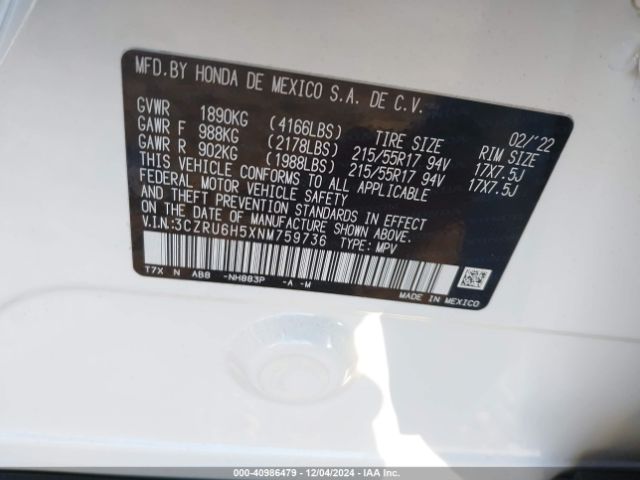 MFD.BY HONDA DE MEXICO S.A. DE C.V.
02/'22
GVWR 1890KG (4166LBS) TIRE SIZE RIM SIZE
GAWR F 988KG (2178LBS) 215/55R17 94V 17X7.5J
GAWR R 902KG (1988LBS) 215/55R17 94V 17X7.5J
THIS VEHICLE CONFORMS TO ALL APPLICABLE
FEDERAL MOTOR VEHICLE SAFETY
AND THEFT PREVENTION STANDARDS IN EFFECT
ON THE DATE OF MANUFACTURE SHOWN ABOVE.
V.I.N.:3CZRU6H5XNM759736 TYPE: MPV
T7X N AB8 -NH883P -A -M
MADE IN MEXICO
000-40986479 - 12/04/2024 - IAA Inc.